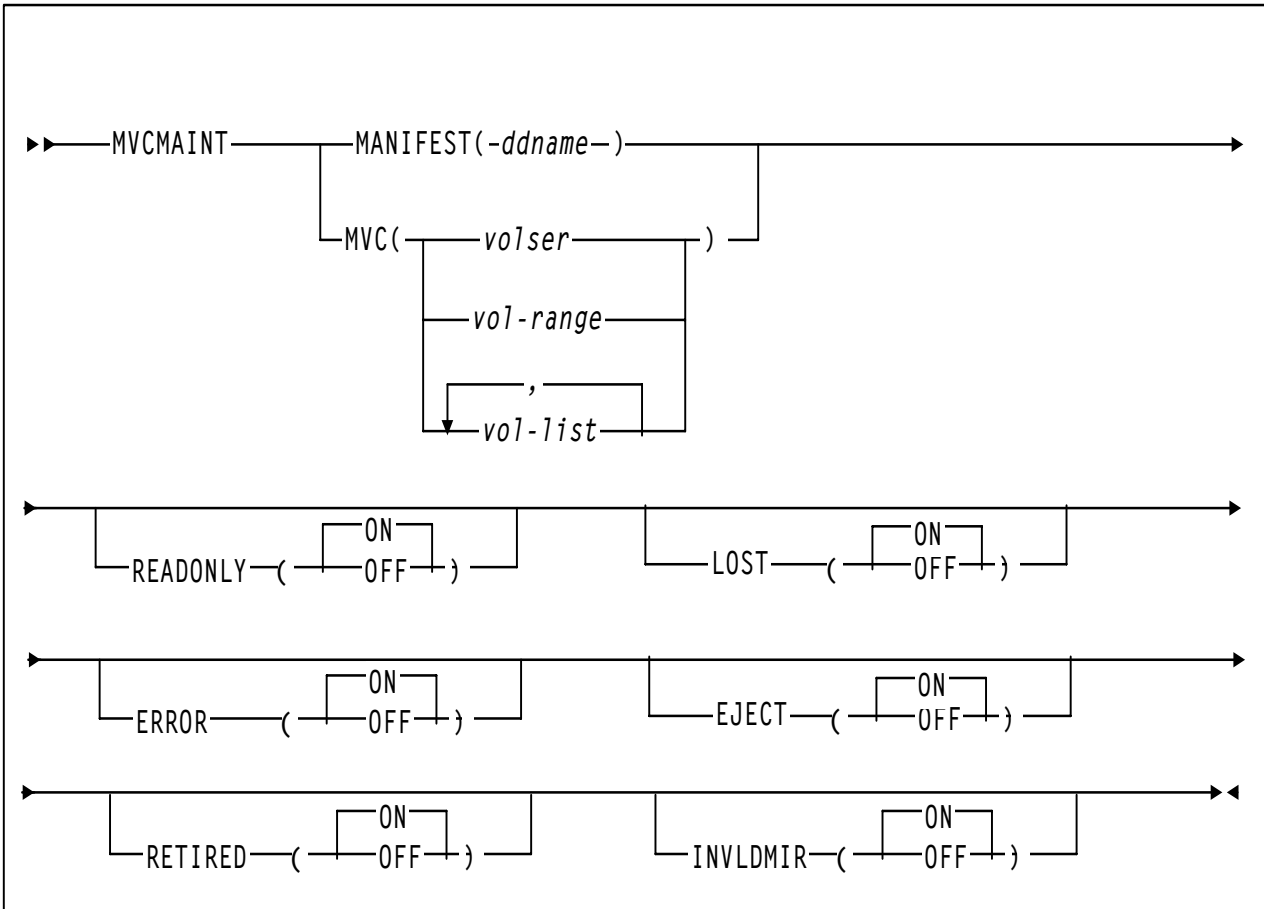 MVCMAINT MANIFEST( ddname )
MVC( volser )
vol-range
,
vol-list
ON ON
READONLY ( OFF ) LOST ( OFF )
ON ON
ERROR ( OFF ) EJECT ( OFF )
ON ON
RETIRED ( OFF ) INVLDMIR ( OFF )